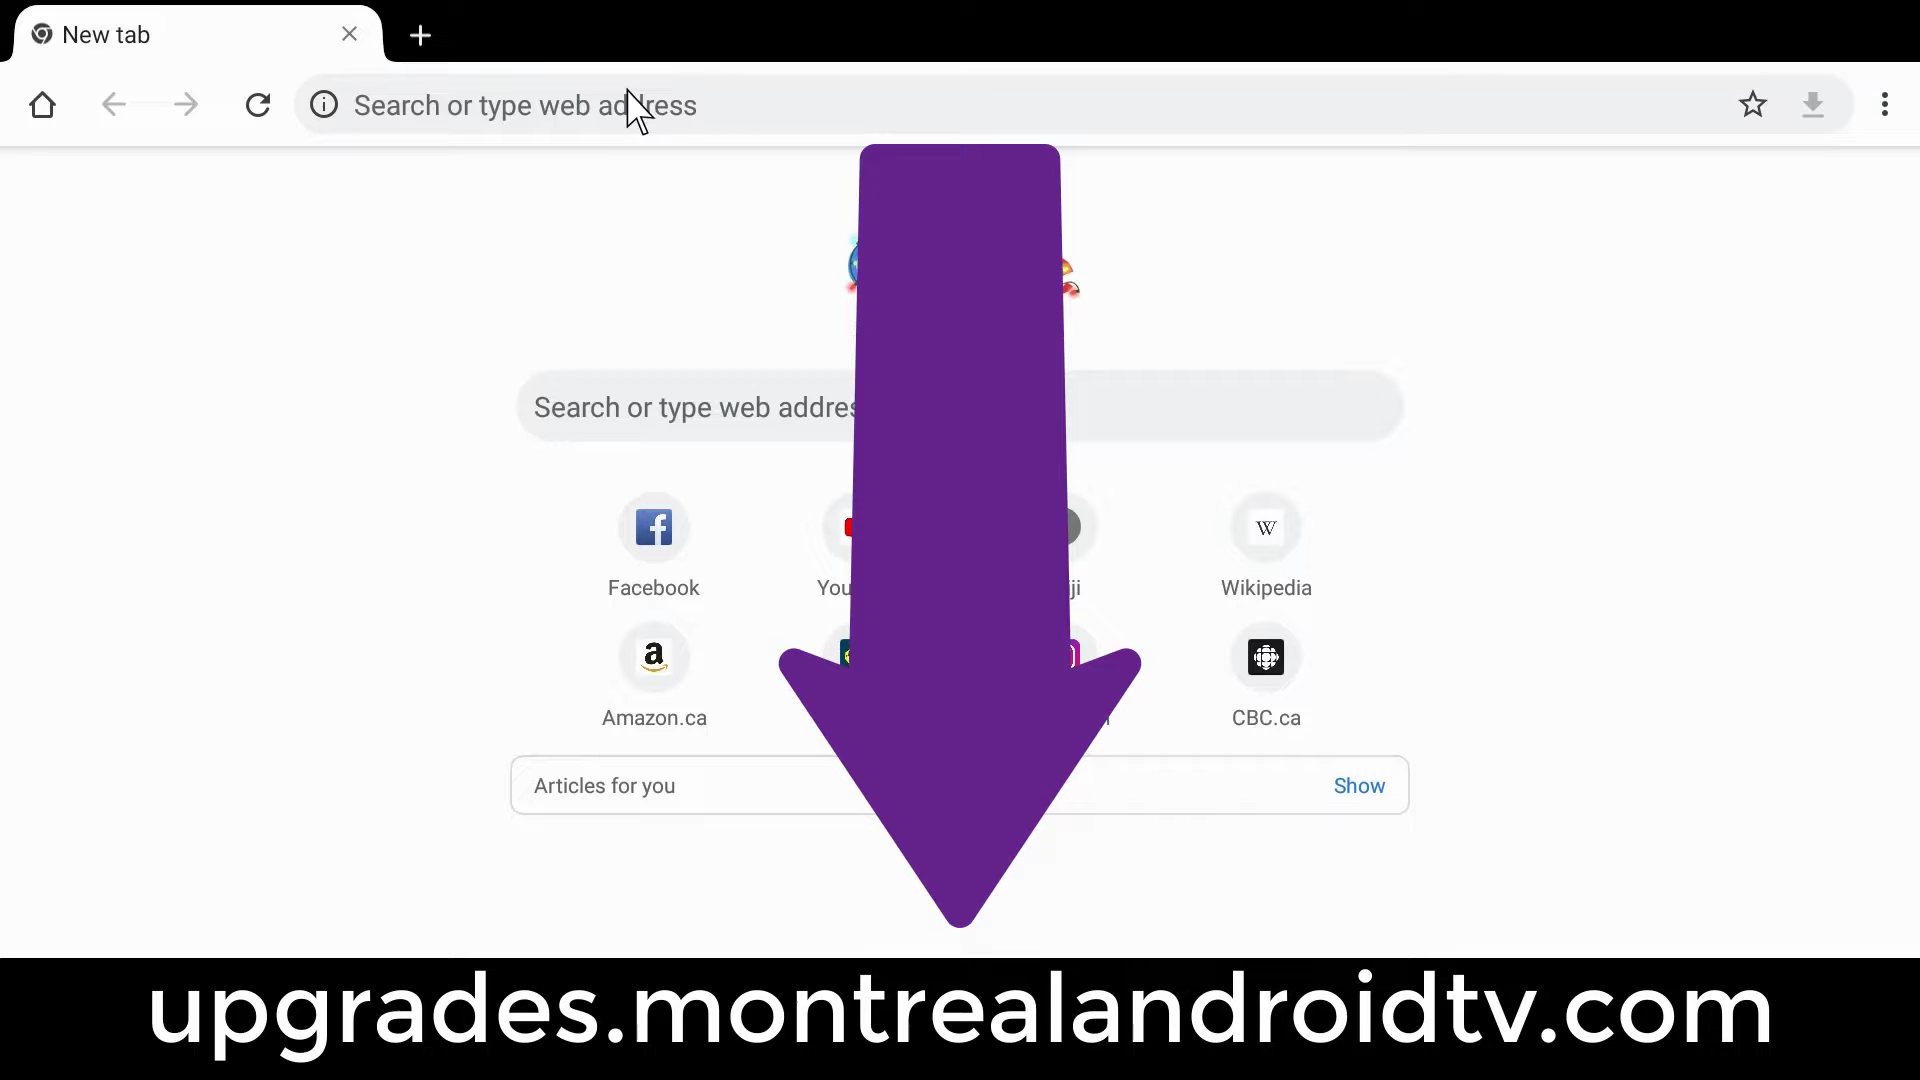 New tab
Search or type web address
Search or type web addres
Facebook
You
iji
W
Wikipedia
a
Amazon.ca
CBC.ca
Articles for you
Show
upgrades.montrealandroidtv.com